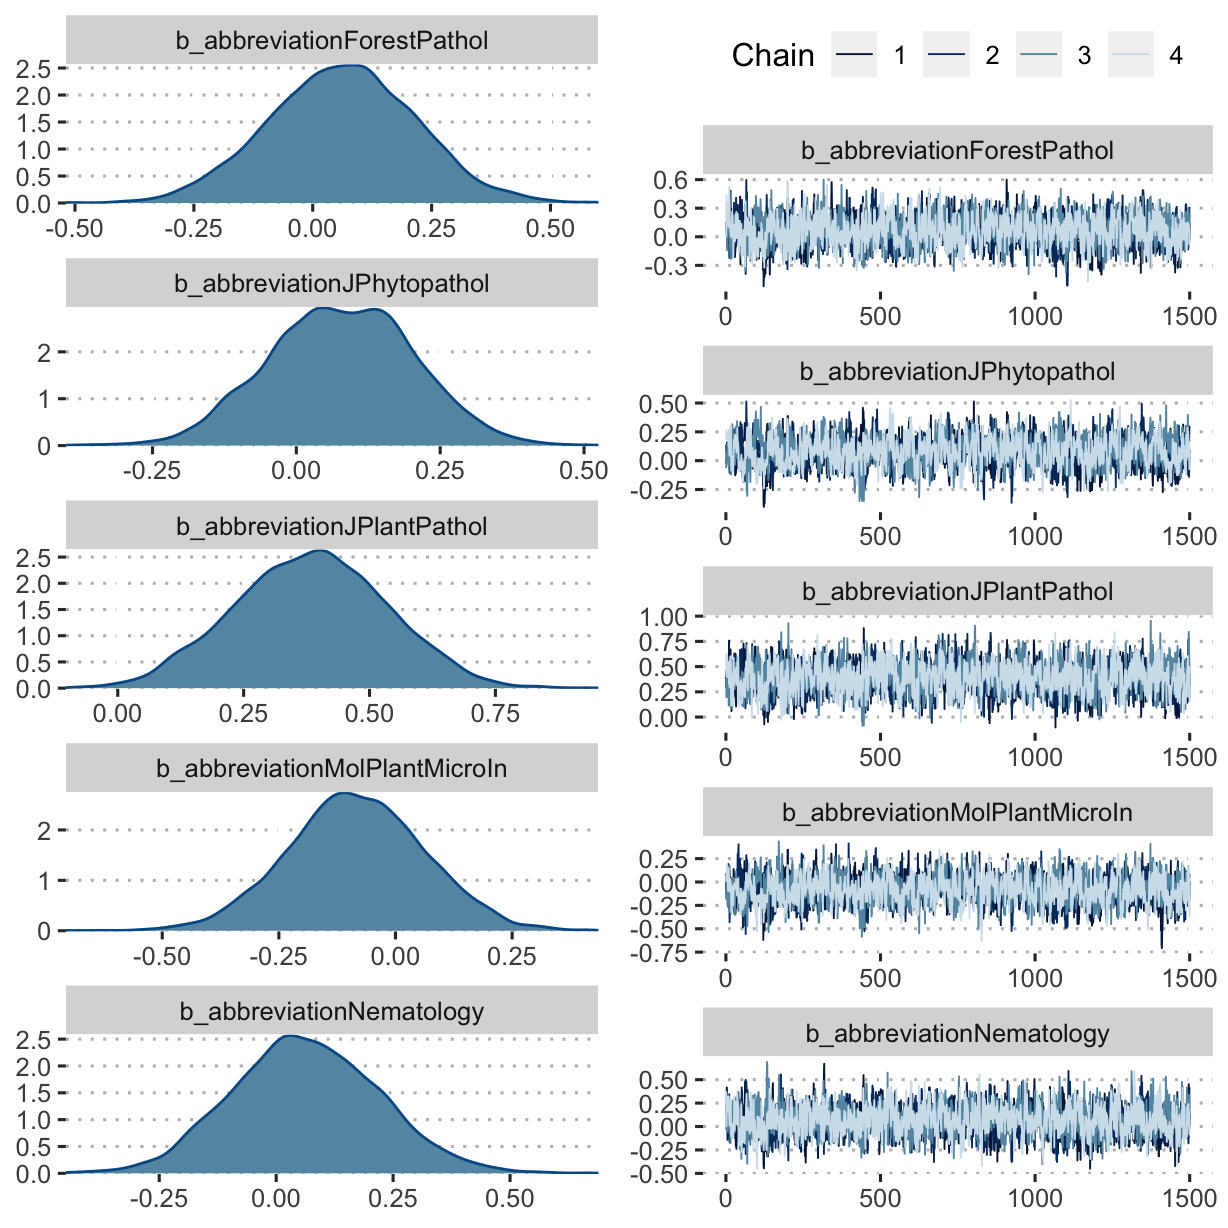 b_abbreviationForestPathol
2.5
2.0
1.5
1.0
0.5
0.0
-0.50 -0.25 0.00 0.25 0.50
b_abbreviationJPhytopathol
2
1
0
-0.25 0.00 0.25 0.50
b_abbreviationJPlantPathol
2.5
2.0
1.5
1.0
0.5
0.0
0.00 0.25 0.50 0.75
b_abbreviationMolPlantMicroIn
2
1
0
-0.50 -0.25 0.00 0.25
b_abbreviationNematology
2.5
2.0
1.5
1.0
0.5
0.0
-0.25 0.00 0.25 0.50
Chain 1 2 3 4
b_abbreviationForestPathol
0.6
0.3
0.0
-0.3
0 500 1000 1500
b_abbreviationJPhytopathol
0.50
0.25
0.00
-0.25
0 500 1000 1500
b_abbreviationJPlantPathol
1.00
0.75
0.50
0.25
0.00
0 500 1000 1500
b_abbreviationMolPlantMicroIn
0.25
0.00
-0.25
-0.50
-0.75
0 500 1000 1500
b_abbreviationNematology
0.50
0.25
0.00
-0.25
-0.50
0 500 1000 1500